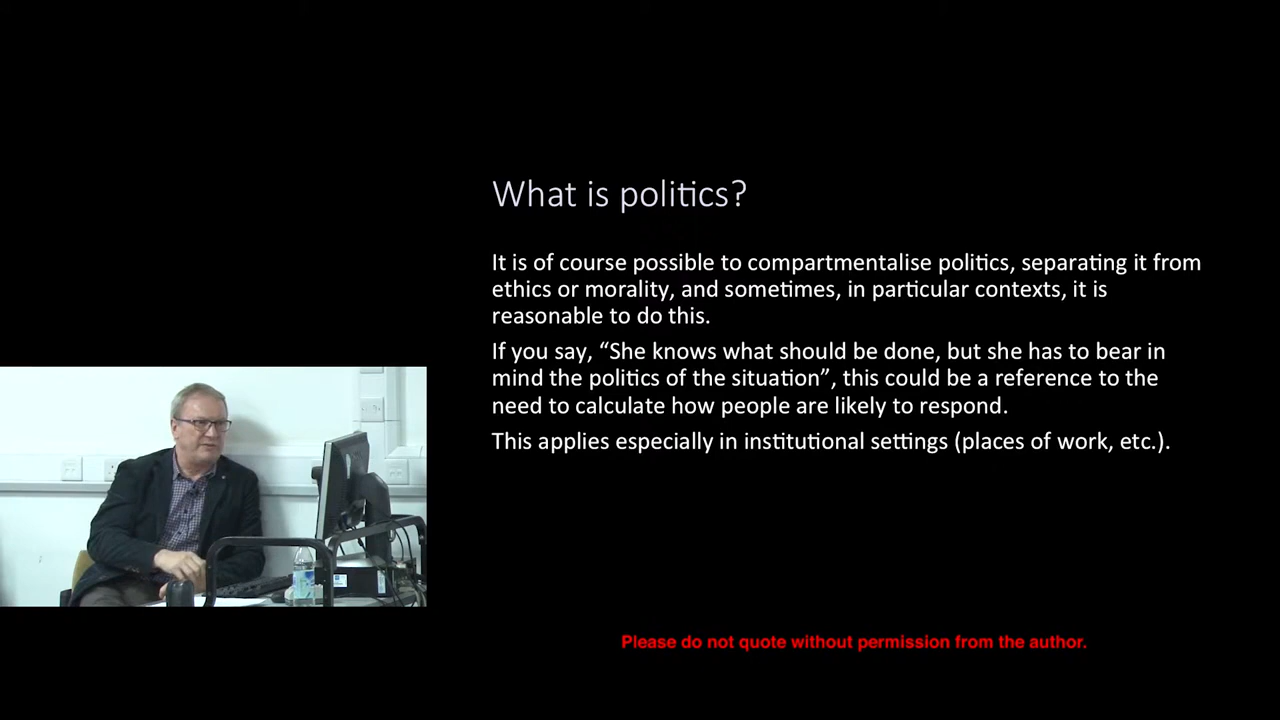 What is politics?
It is of course possible to compartmentalise politics, separating it from
ethics or morality, and sometimes, in particular contexts, it is
reasonable to do this.
If you say, “She knows what should be done, but she has to bear in
mind the politics of the situation”, this could be a reference to the
need to calculate how people are likely to respond.
This applies especially in institutional settings (places of work, etc.).
Please do not quote without permission from the author.